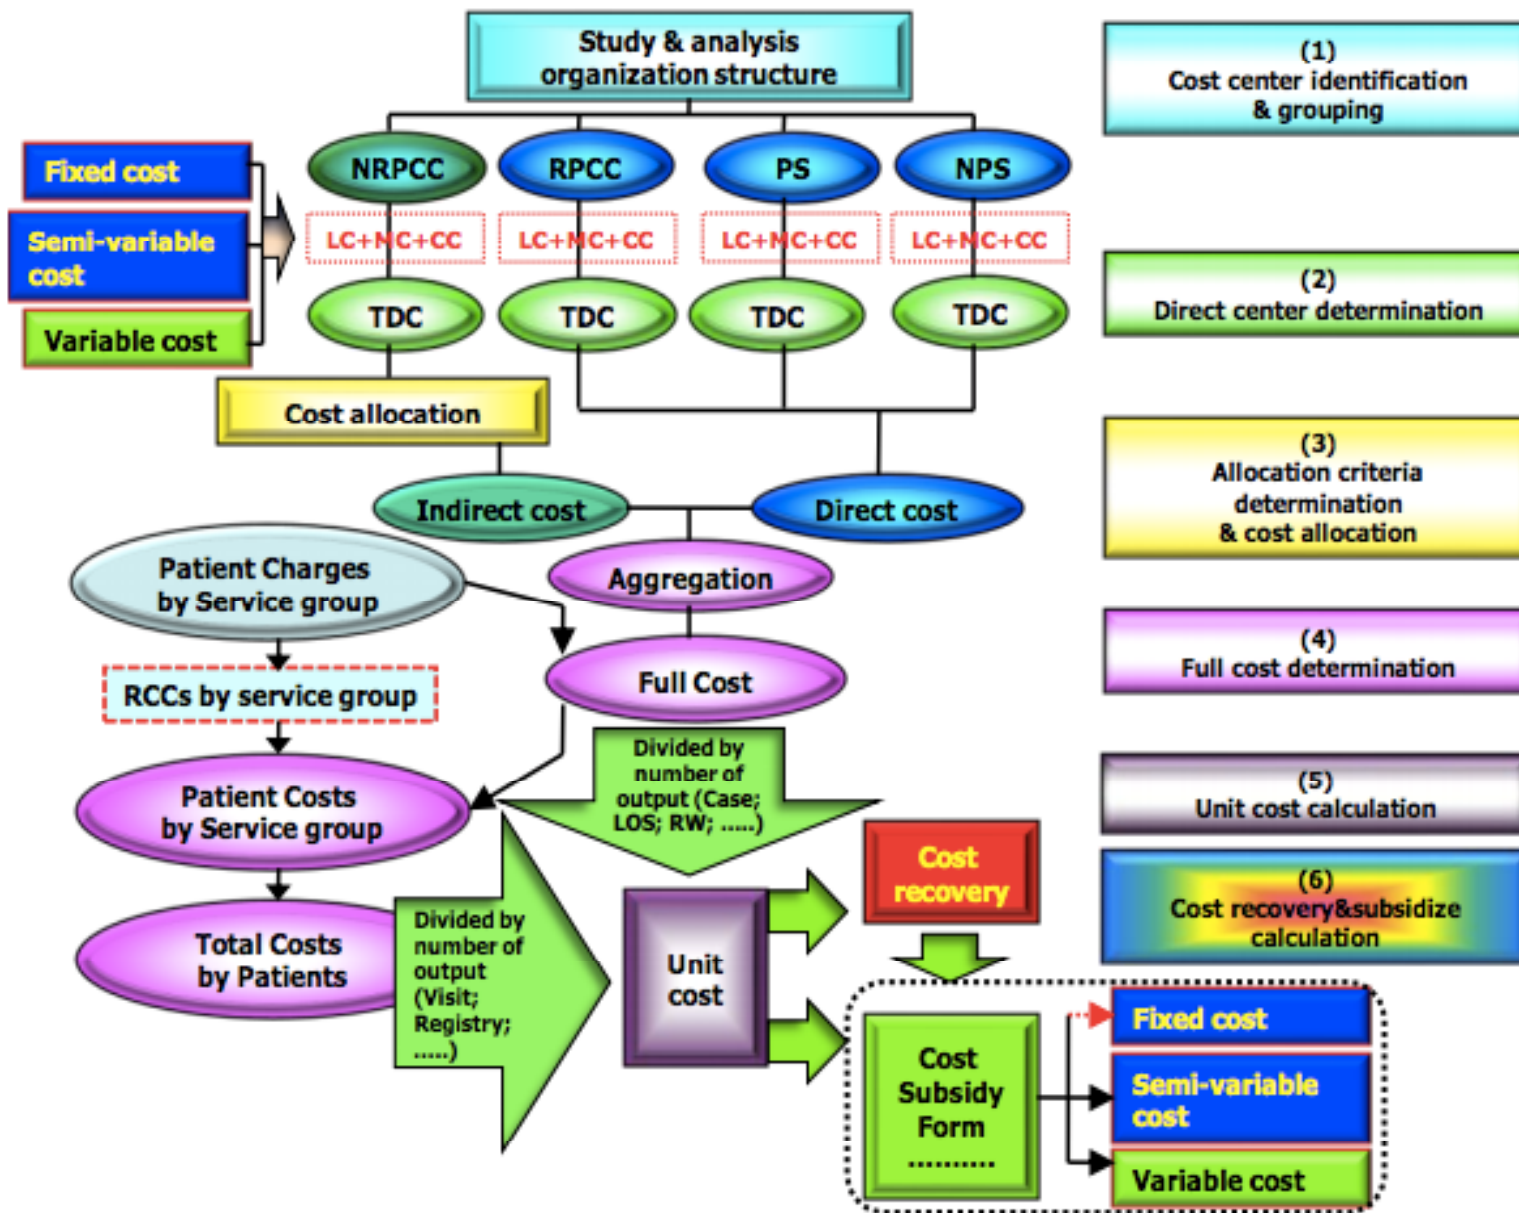 Study & analysis
organization structure
(1)
Cost center identification
& grouping
Fixed cost
Semi-variable
cost
Variable cost
NRPCC
RPCC
PS
NPS
LC+MC+CC
LC+MC+CC
LC+MC+CC
LC+MC+CC
TDC
TDC
TDC
TDC
(2)
Direct center determination
Cost allocation
(3)
Allocation criteria
determination
& cost allocation
Indirect cost
Direct cost
Patient Charges
by Service group
Aggregation
RCCs by service group
Full Cost
(4)
Full cost determination
Patient Costs
by Service group
Divided by
number of
output (Case;
LOS; RW; .....)
(5)
Unit cost calculation
Total Costs
by Patients
Divided by
number of
output
(Visit;
Registry;
.....)
Unit
cost
Cost
recovery
(6)
Cost recovery&subsidize
calculation
Cost
Subsidy
Form
..........
Fixed cost
Semi-variable
cost
Variable cost